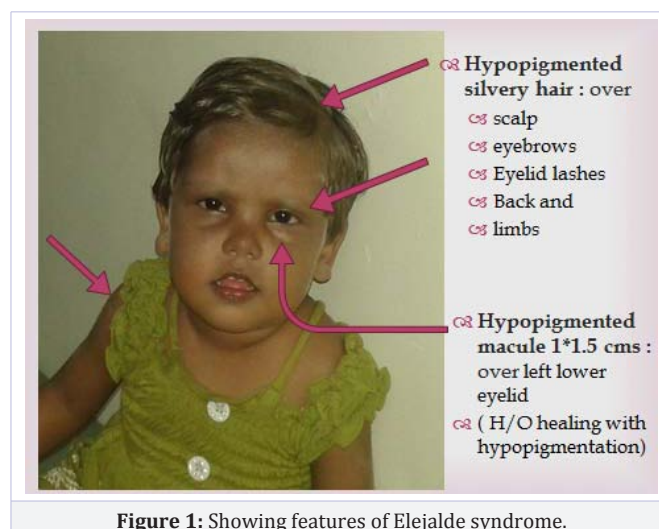 Hypopigmented
silvery hair : over
scalp
eyebrows
Eyelid lashes
Back and
limbs
Hypopigmented
macule 1*1.5 cms :
over left lower
eyelid
( H/O healing with
hypopigmentation)
Figure 1: Showing features of Elejalde syndrome.